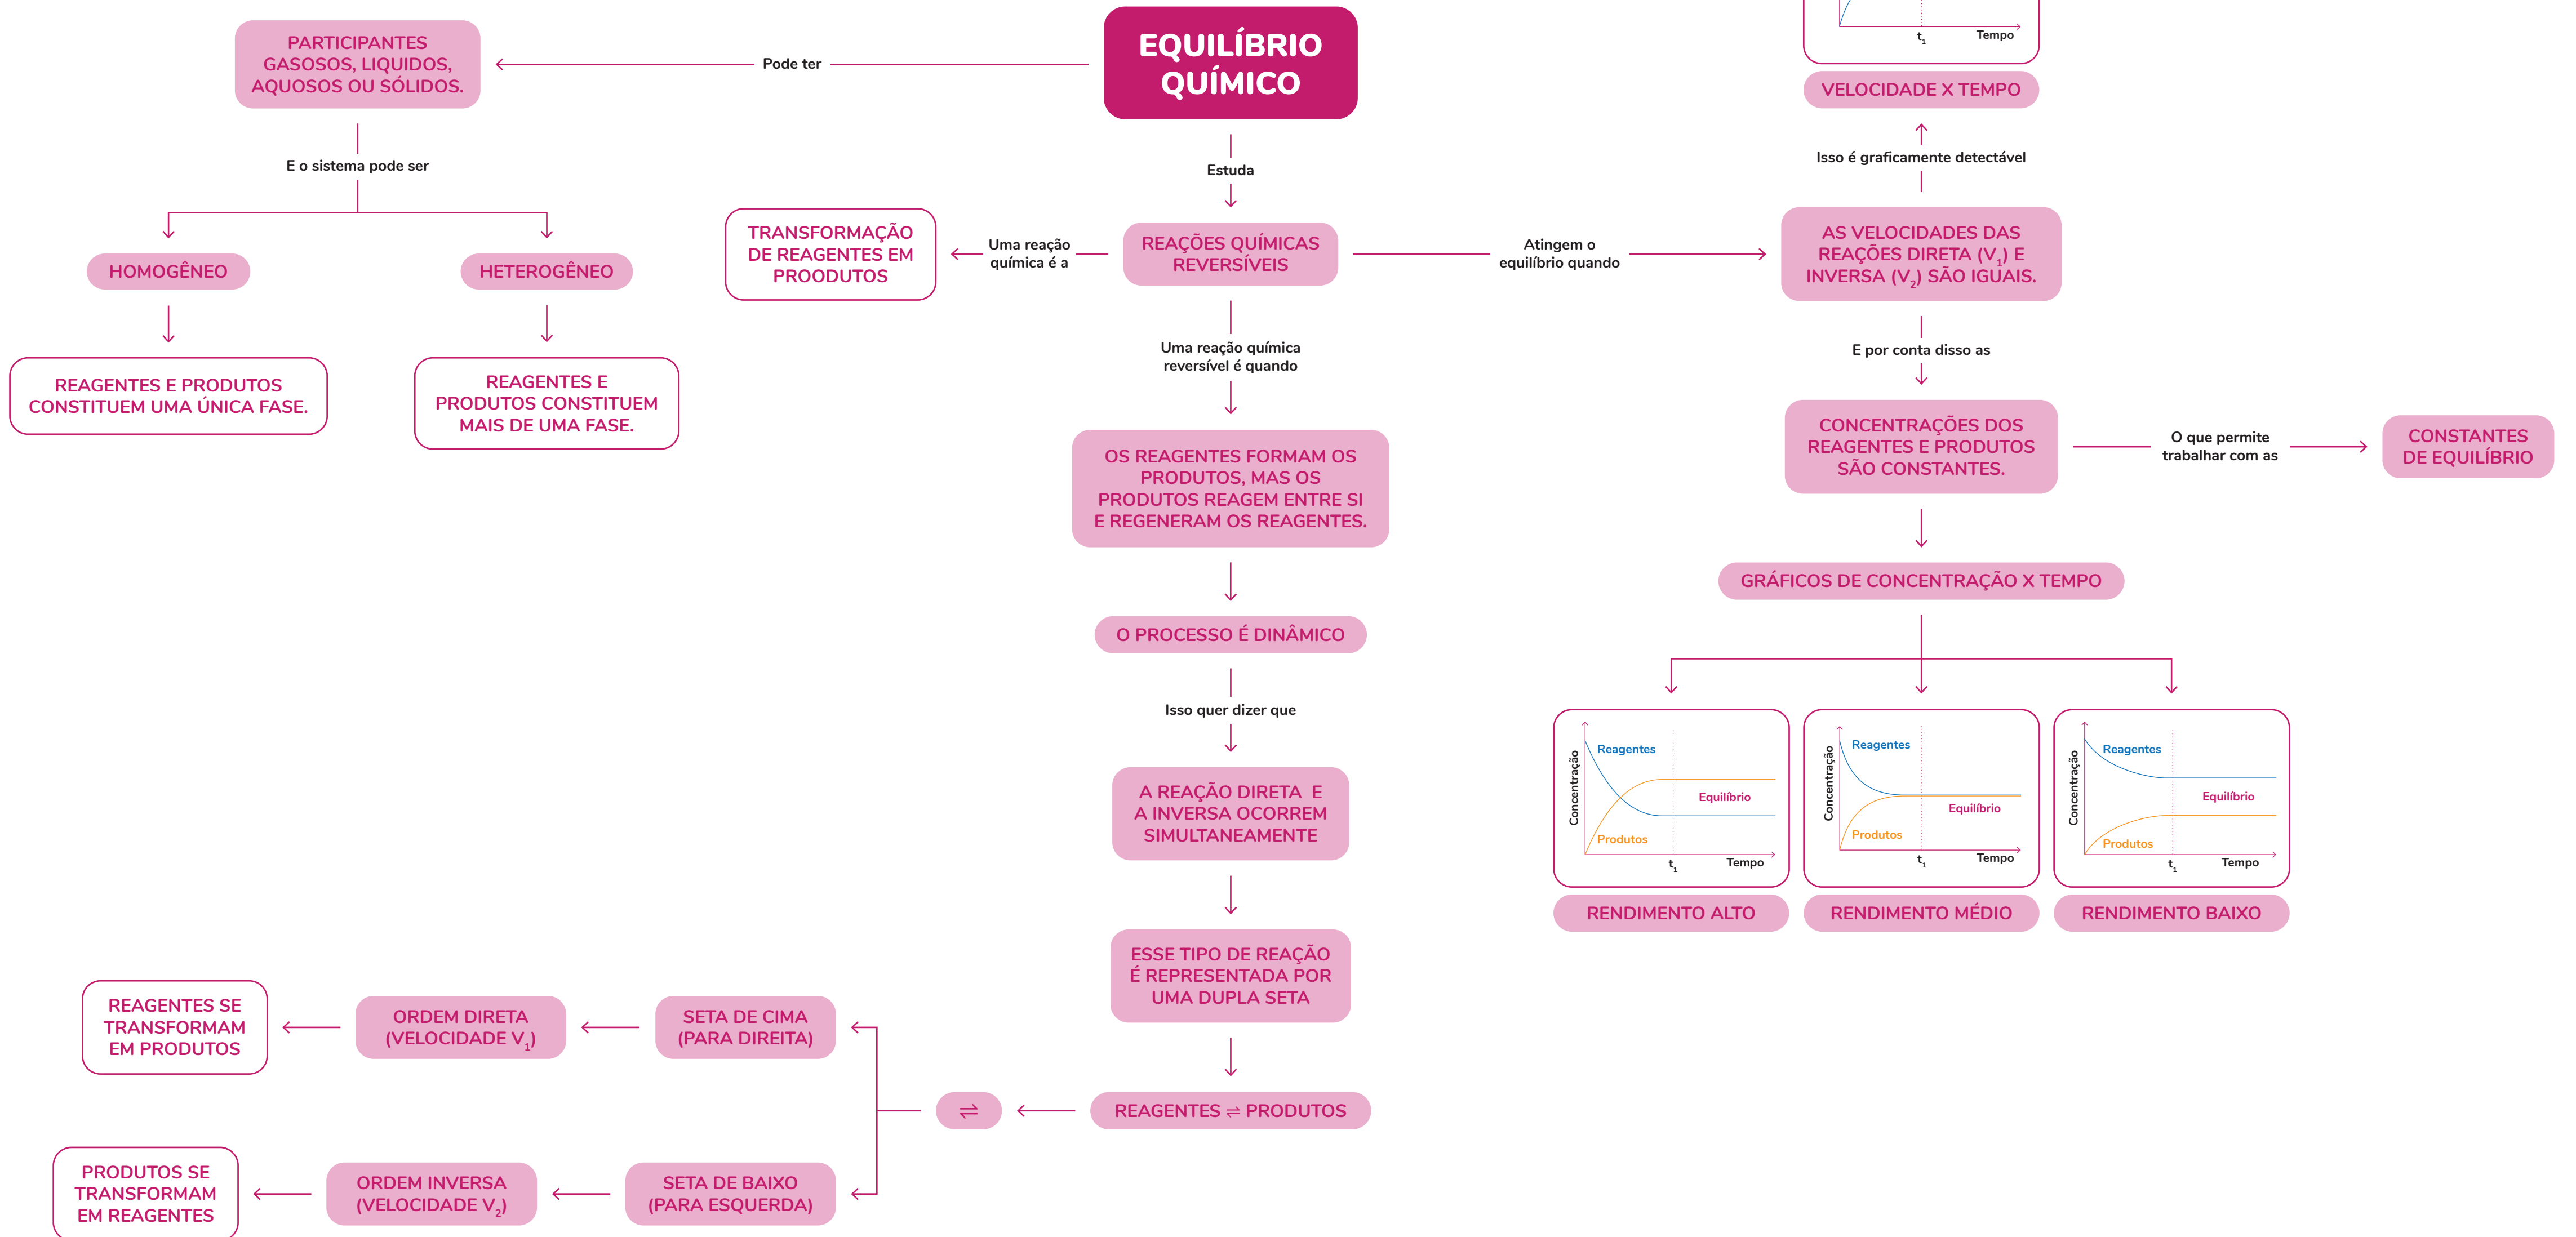 EQUILÍBRIO
QUÍMICO
Pode ter
PARTICIPANTES
GASOSOS, LIQUIDOS,
AQUOSOS OU SÓLIDOS.
E o sistema pode ser
HOMOGÊNEO
REAGENTES E PRODUTOS
CONSTITUEM UMA ÚNICA FASE.
HETEROGÊNEO
REAGENTES E
PRODUTOS CONSTITUEM
MAIS DE UMA FASE.
Estuda
REAÇÕES QUÍMICAS
REVERSÍVEIS
Uma reação
química é a
TRANSFORMAÇÃO
DE REAGENTES EM
PROODUTOS
Uma reação química
reversível é quando
OS REAGENTES FORMAM OS
PRODUTOS, MAS OS
PRODUTOS REAGEM ENTRE SI
E REGENERAM OS REAGENTES.
O PROCESSO É DINÂMICO
Isso quer dizer que
A REAÇÃO DIRETA E
A INVERSA OCORREM
SIMULTANEAMENTE
ESSE TIPO DE REAÇÃO
É REPRESENTADA POR
UMA DUPLA SETA
REAGENTES ⇌ PRODUTOS
⇌
SETA DE CIMA
(PARA DIREITA)
ORDEM DIRETA
(VELOCIDADE V₁)
REAGENTES SE
TRANSFORMAM
EM PRODUTOS
SETA DE BAIXO
(PARA ESQUERDA)
ORDEM INVERSA
(VELOCIDADE V₂)
PRODUTOS SE
TRANSFORMAM
EM REAGENTES
Atingem o
equilíbrio quando
AS VELOCIDADES DAS
REAÇÕES DIRETA (V₁) E
INVERSA (V₂) SÃO IGUAIS.
Isso é graficamente detectável
VELOCIDADE X TEMPO
t₁ Tempo
E por conta disso as
CONCENTRAÇÕES DOS
REAGENTES E PRODUTOS
SÃO CONSTANTES.
O que permite
trabalhar com as
CONSTANTES
DE EQUILÍBRIO
GRÁFICOS DE CONCENTRAÇÃO X TEMPO
Concentração
Reagentes
Equilíbrio
Produtos
t₁ Tempo
RENDIMENTO ALTO
Concentração
Reagentes
Equilíbrio
Produtos
t₁ Tempo
RENDIMENTO MÉDIO
Concentração
Reagentes
Equilíbrio
Produtos
t₁ Tempo
RENDIMENTO BAIXO